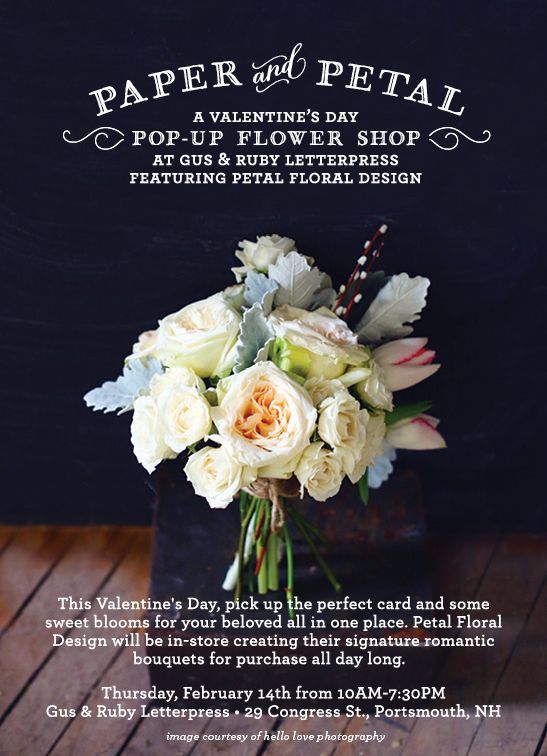 PAPER and PETAL
A VALENTINE'S DAY
POP-UP FLOWER SHOP
AT GUS & RUBY LETTERPRESS
FEATURING PETAL FLORAL DESIGN
This Valentine's Day, pick up the perfect card and some
sweet blooms for your beloved all in one place. Petal Floral
Design will be in-store creating their signature romantic
bouquets for purchase all day long.
Thursday, February 14th from 10AM-7:30PM
Gus & Ruby Letterpress • 29 Congress St., Portsmouth, NH
image courtesy of hello love photography